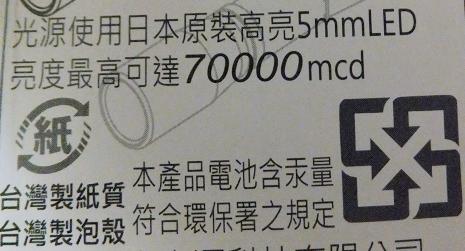 光源使用日本原裝高亮5mmLED
亮度最高可達70000mcd
紙
台灣製紙質
台灣製泡殼
本產品電池含汞量
符合環保署之規定